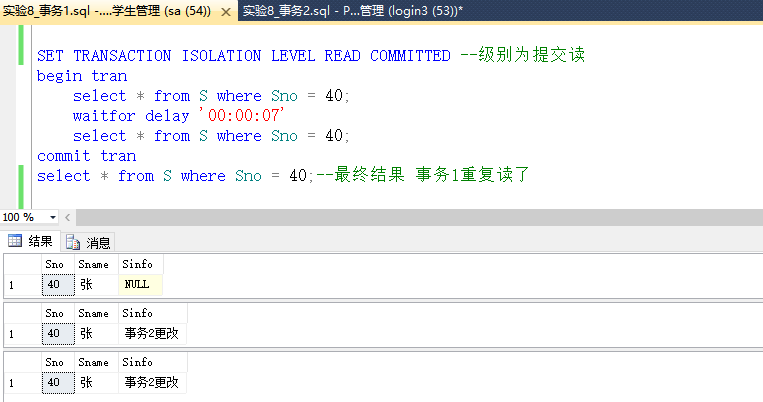 实验8_事务1.sql -....学生管理 (sa (54)) ×
实验8_事务2.sql - P...管理 (login3 (53))*
SET TRANSACTION ISOLATION LEVEL READ COMMITTED --级别为提交读
begin tran
select * from S where Sno = 40;
waitfor delay '00:00:07'
select * from S where Sno = 40;
commit tran
select * from S where Sno = 40;--最终结果 事务1重复读了
100 %
结果 消息
Sno Sname Sinfo
1 40 张 NULL
Sno Sname Sinfo
1 40 张 事务2更改
Sno Sname Sinfo
1 40 张 事务2更改